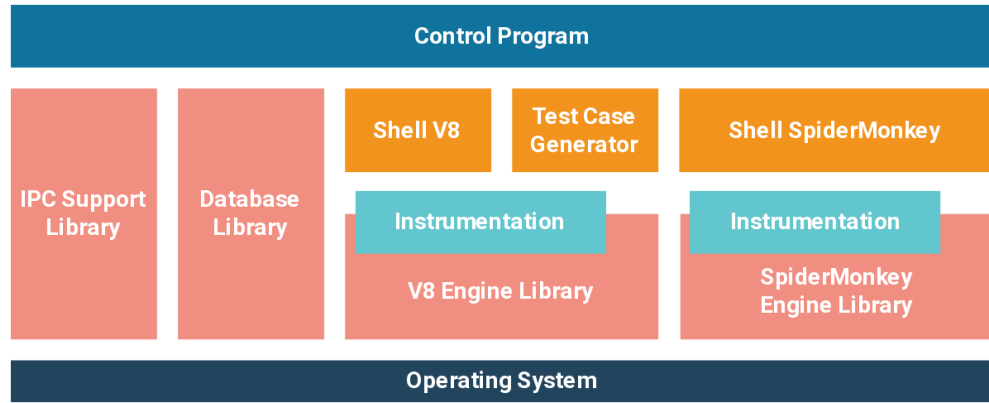 Control Program
IPC Support
Library
Database
Library
Shell V8
Test Case
Generator
Shell SpiderMonkey
Instrumentation
V8 Engine Library
Instrumentation
SpiderMonkey
Engine Library
Operating System